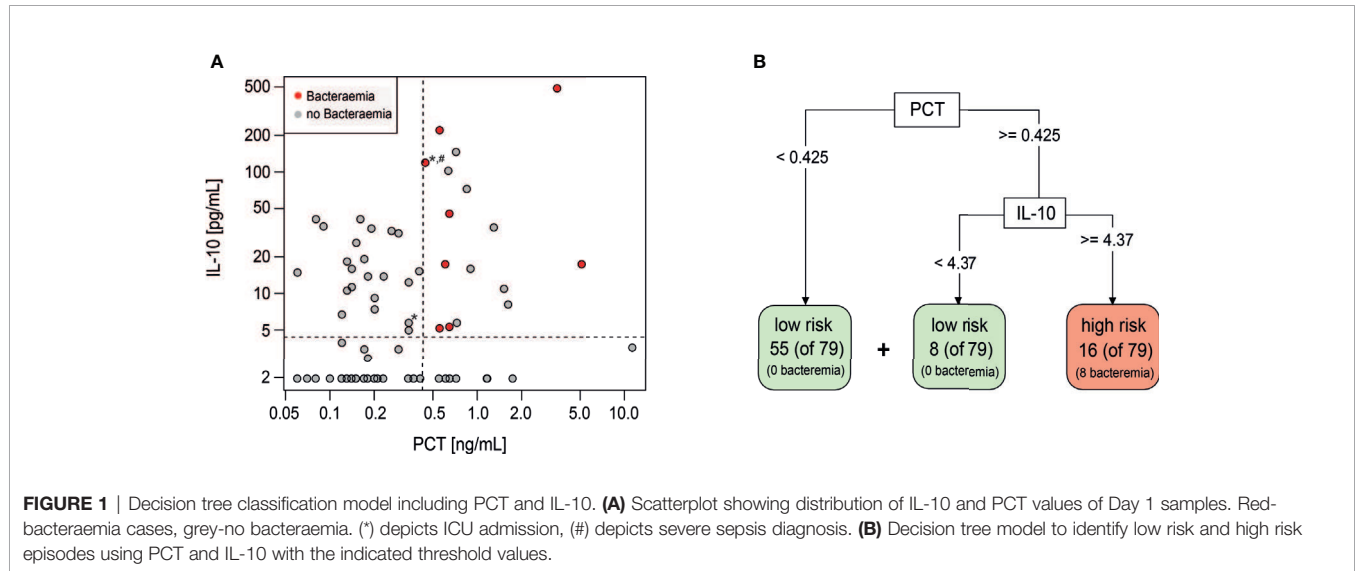 A
500
200
100
50
20
10
5
2
IL-10 [pg/mL]
Bacteraemia
no Bacteraemia
*,#
*
0.05 0.1 0.2 0.5 1.0 2.0 5.0 10.0
PCT [ng/mL]
B
PCT
< 0.425
>= 0.425
IL-10
< 4.37
>= 4.37
low risk
55 (of 79)
(0 bacteremia)
+
low risk
8 (of 79)
(0 bacteremia)
high risk
16 (of 79)
(8 bacteremia)
FIGURE 1 | Decision tree classification model including PCT and IL-10. (A) Scatterplot showing distribution of IL-10 and PCT values of Day 1 samples. Red-
bacteraemia cases, grey-no bacteraemia. (*) depicts ICU admission, (#) depicts severe sepsis diagnosis. (B) Decision tree model to identify low risk and high risk
episodes using PCT and IL-10 with the indicated threshold values.